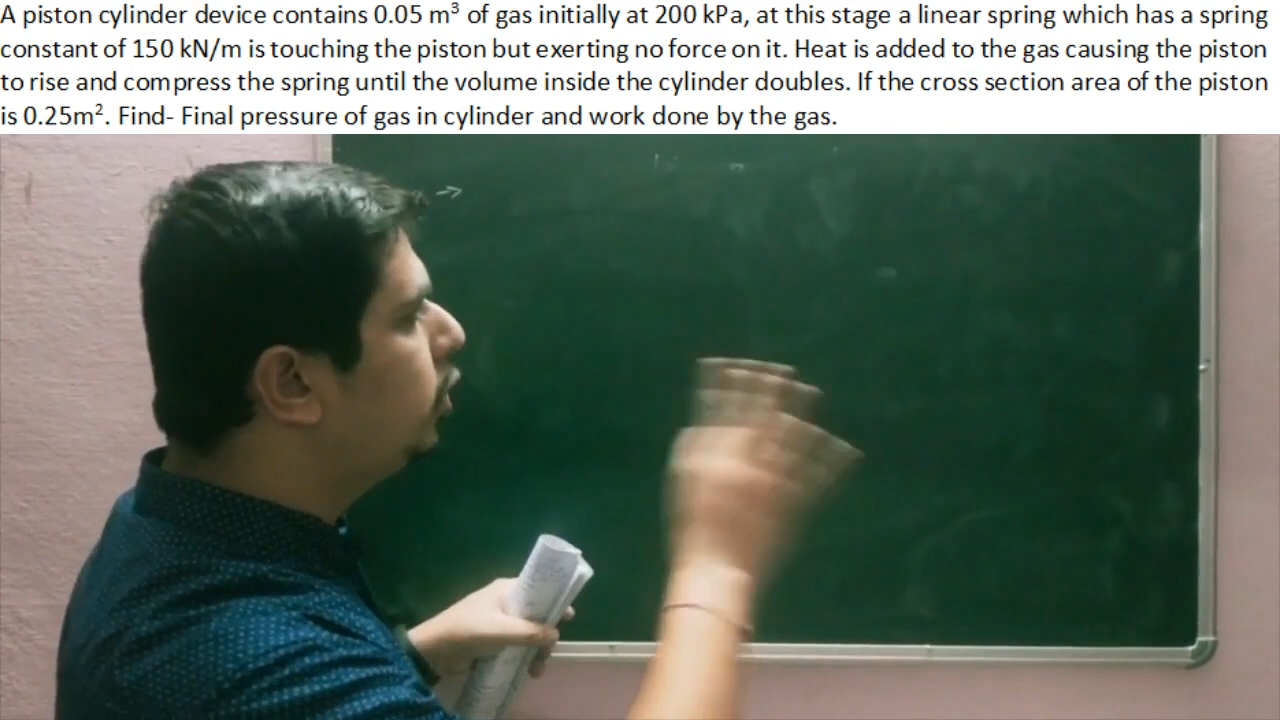 A piston cylinder device contains 0.05 m³ of gas initially at 200 kPa, at this stage a linear spring which has a spring
constant of 150 kN/m is touching the piston but exerting no force on it. Heat is added to the gas causing the piston
to rise and compress the spring until the volume inside the cylinder doubles. If the cross section area of the piston
is 0.25m². Find- Final pressure of gas in cylinder and work done by the gas.